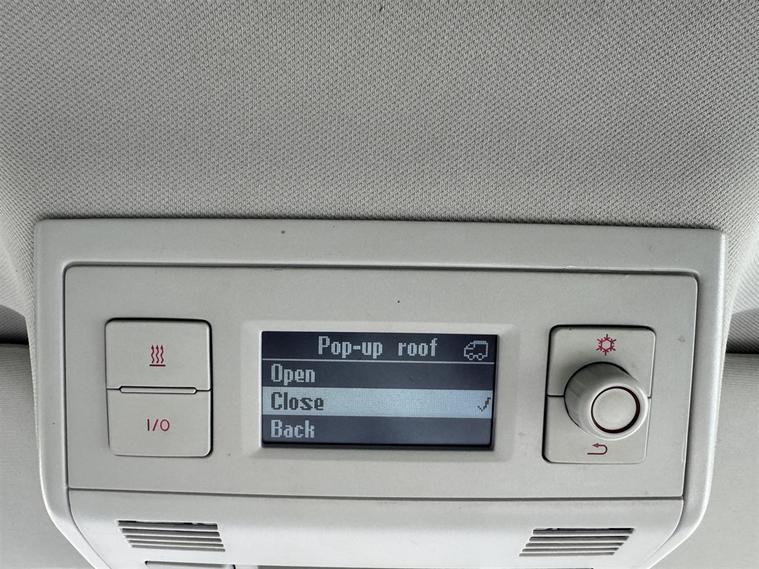 Pop-up roof
Open
Close
Back
I/O